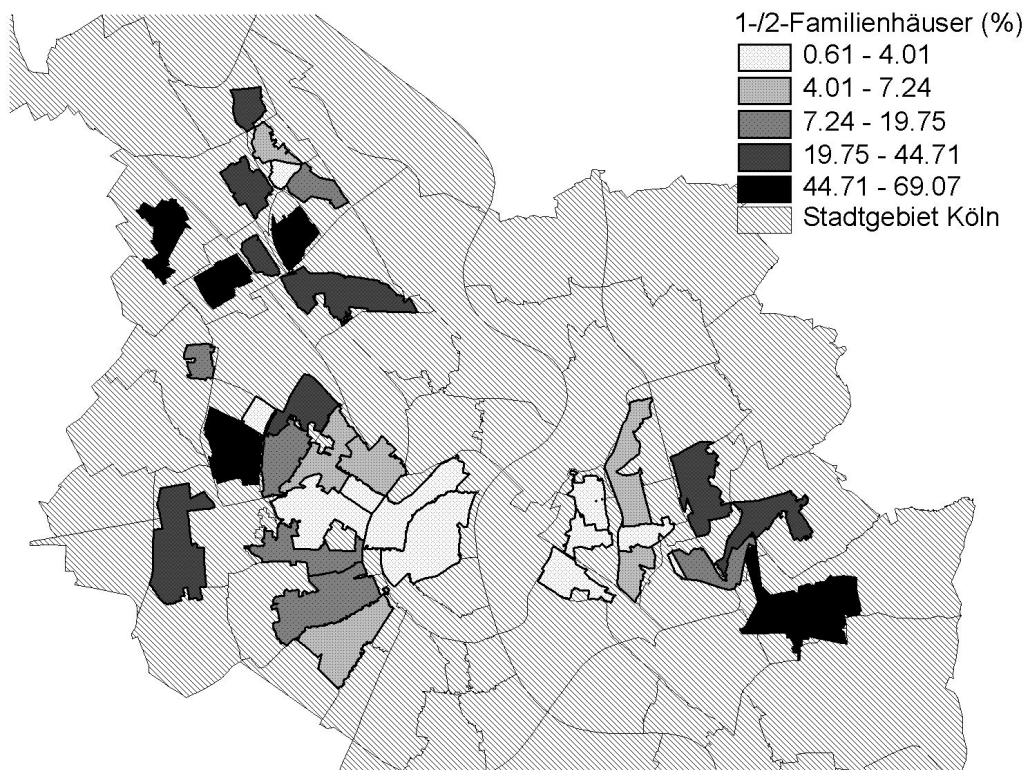 1-/2-Familienhäuser (%)
0.61 - 4.01
4.01 - 7.24
7.24 - 19.75
19.75 - 44.71
44.71 - 69.07
Stadtgebiet Köln